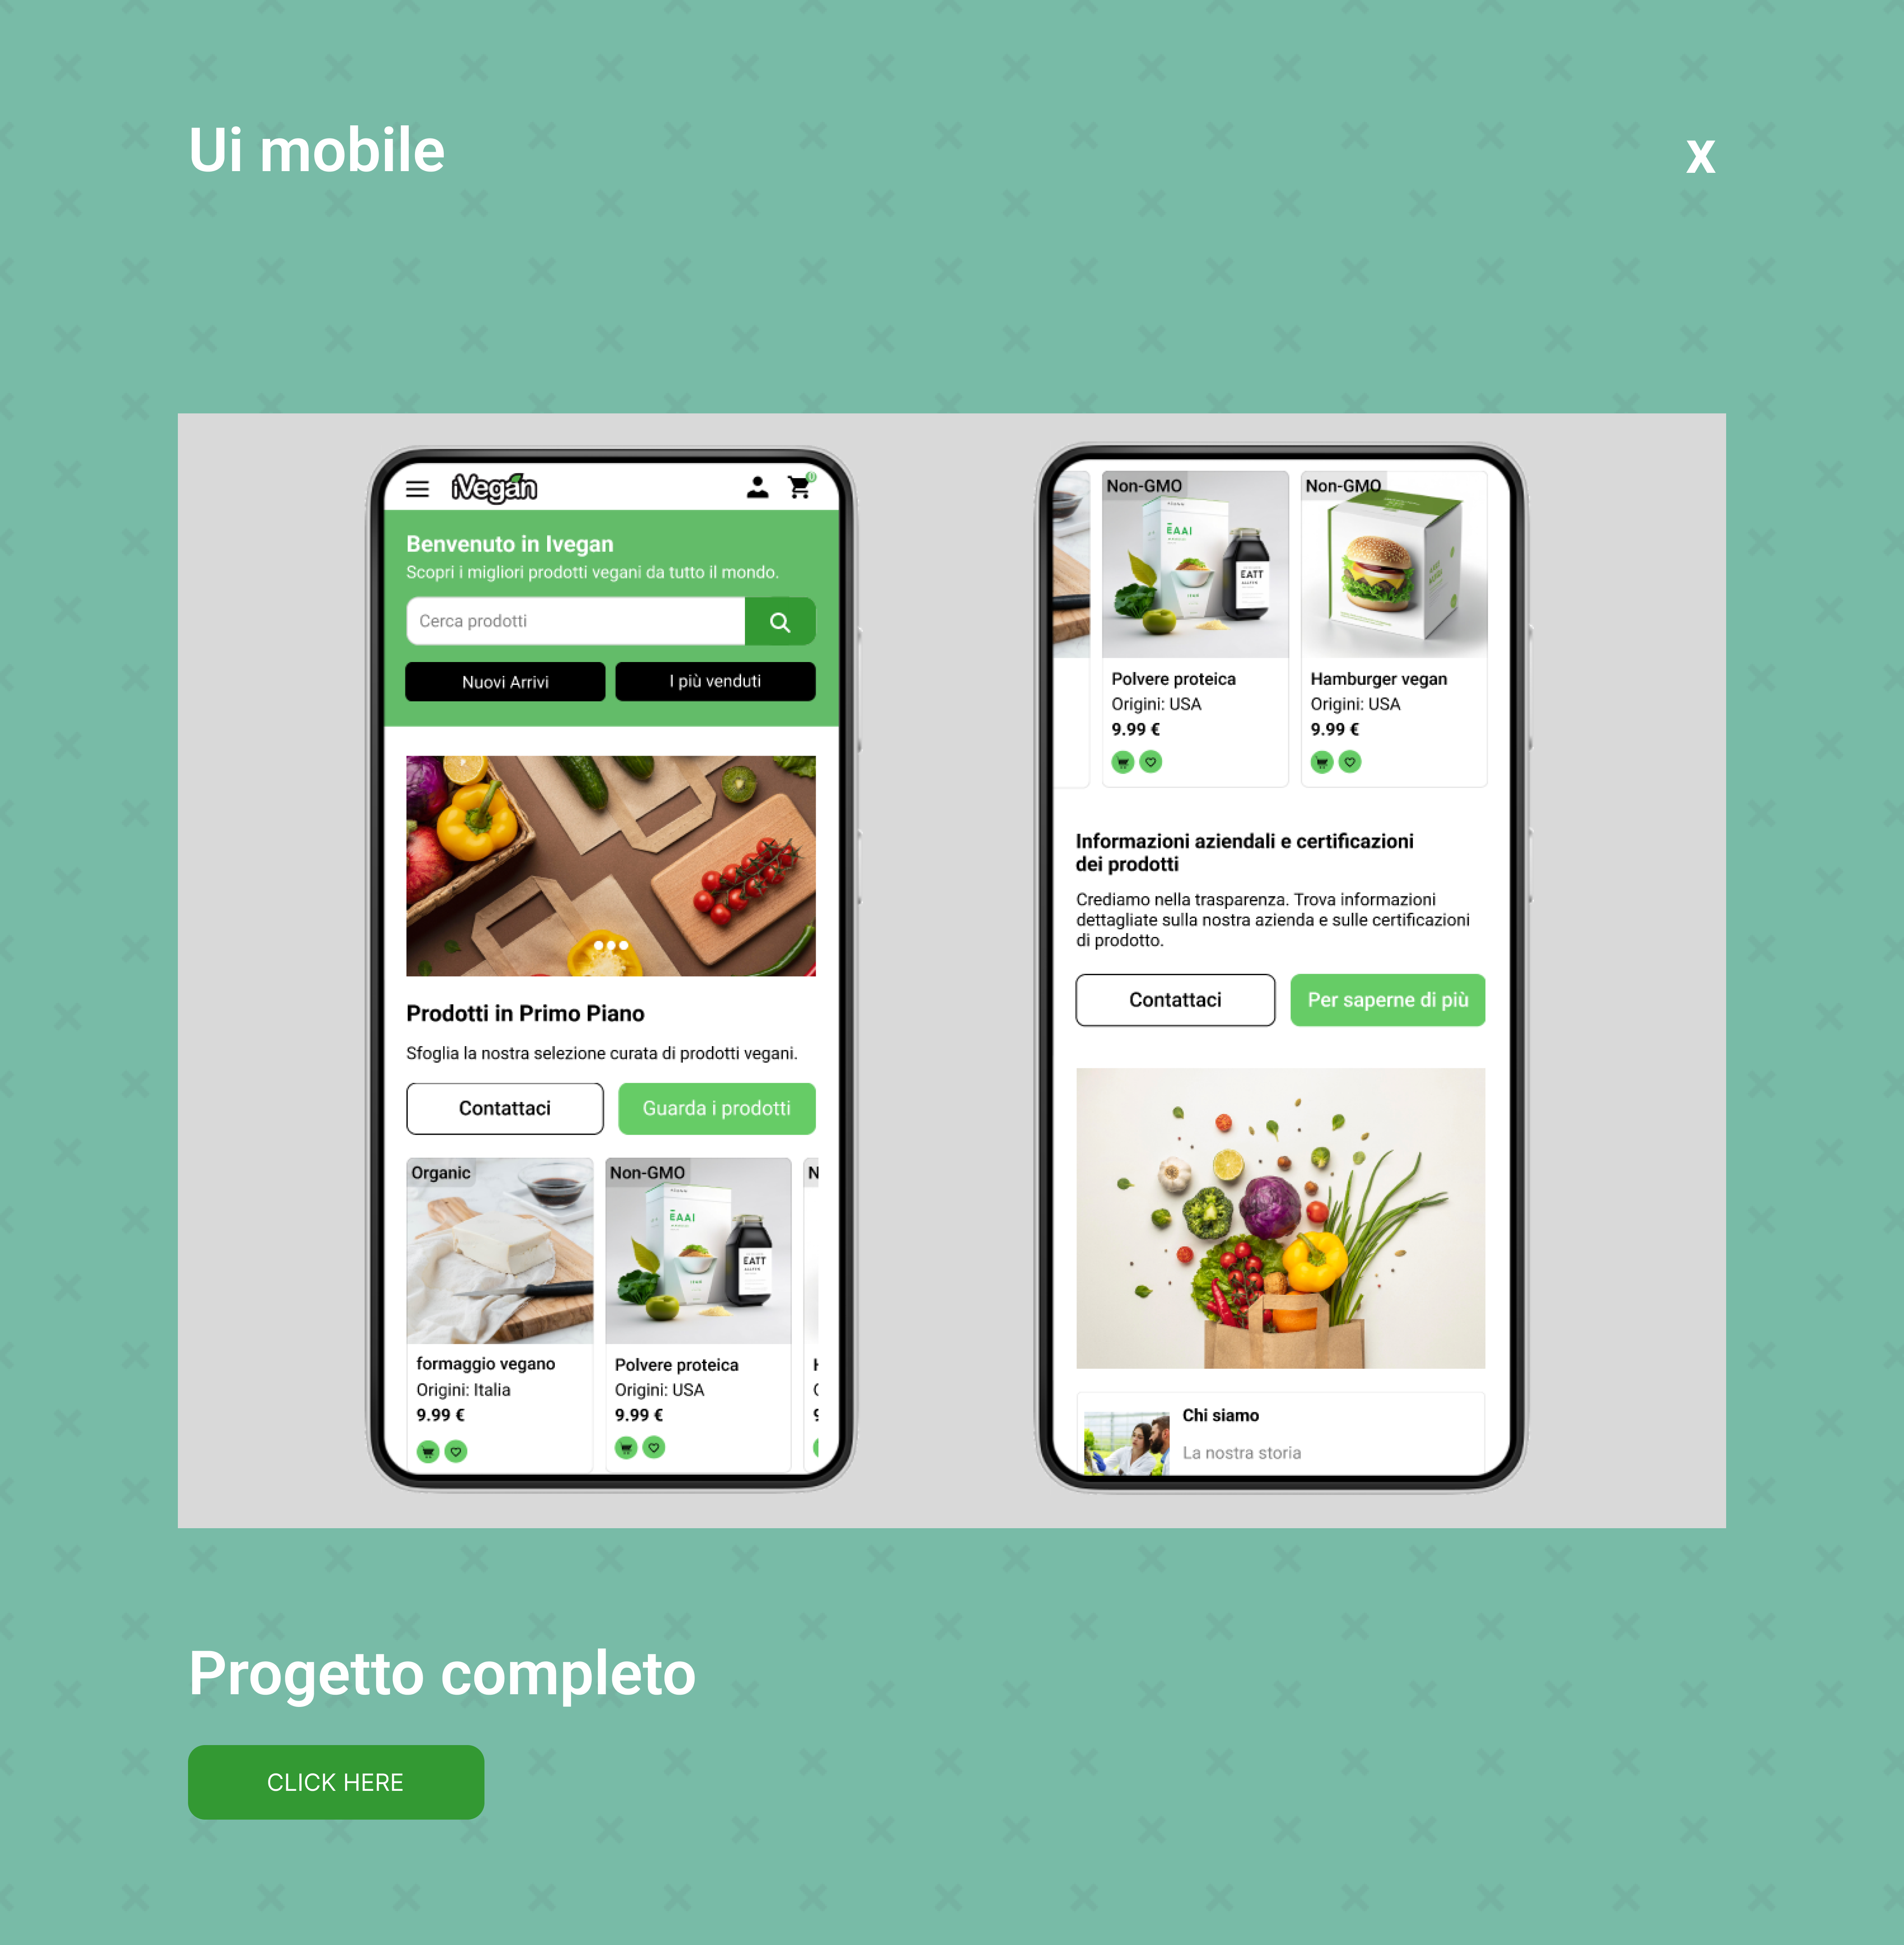 Ui mobile
x
iVegan
0
Benvenuto in Ivegan
Scopri i migliori prodotti vegani da tutto il mondo.
Cerca prodotti
Nuovi Arrivi
I più venduti
Prodotti in Primo Piano
Sfoglia la nostra selezione curata di prodotti vegani.
Contattaci
Guarda i prodotti
Organic
formaggio vegano
Origini: Italia
9.99 €
Non-GMO
EAAI
EATT
Polvere proteica
Origini: USA
9.99 €
N
Non-GMO
ĒAAI
EATT
Polvere proteica
Origini: USA
9.99 €
Non-GMO
Hamburger vegan
Origini: USA
9.99 €
Informazioni aziendali e certificazioni
dei prodotti
Crediamo nella trasparenza. Trova informazioni
dettagliate sulla nostra azienda e sulle certificazioni
di prodotto.
Contattaci
Per saperne di più
Chi siamo
La nostra storia
Progetto completo
CLICK HERE